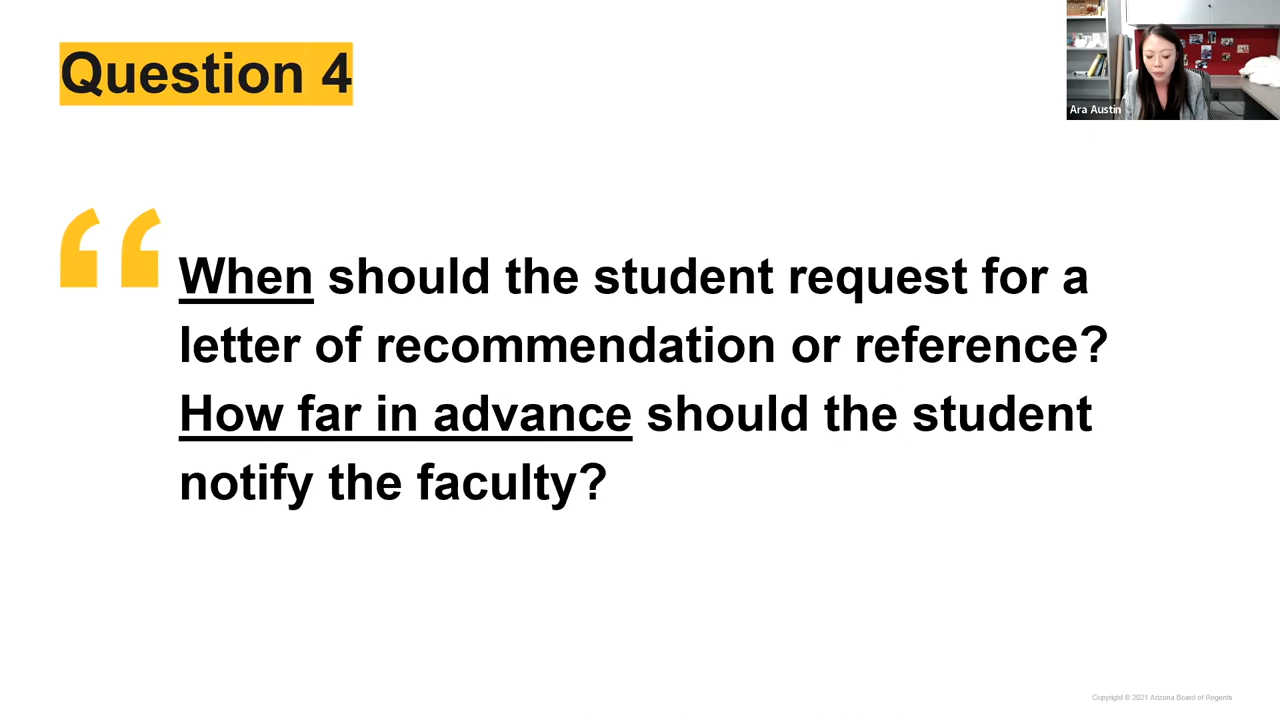 Question 4
Ara Austin
When should the student request for a
letter of recommendation or reference?
How far in advance should the student
notify the faculty?
Copyright © 2021 Arizona Board of Regents